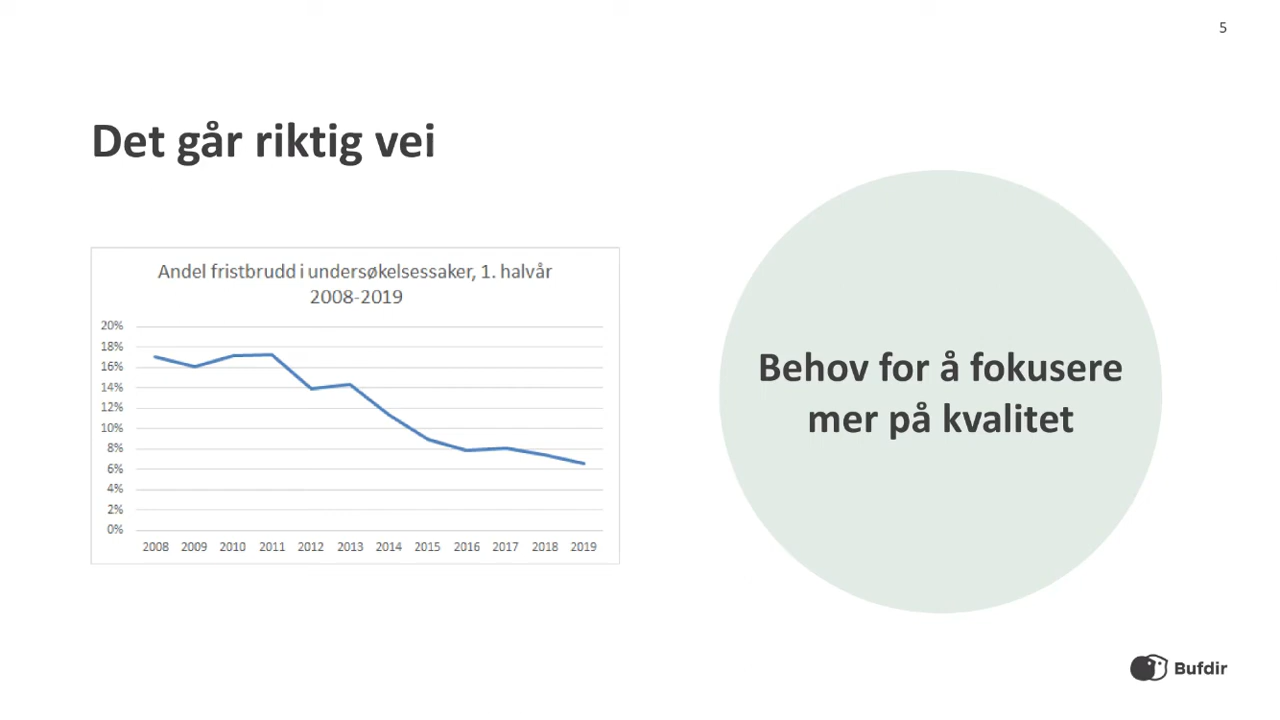 5
Det går riktig vei
Andel fristbrudd i undersøkelsessaker, 1. halvår
2008-2019
20%
18%
16%
14%
12%
10%
8%
6%
4%
2%
0%
2008 2009 2010 2011 2012 2013 2014 2015 2016 2017 2018 2019
Behov for å fokusere
mer på kvalitet
Bufdir